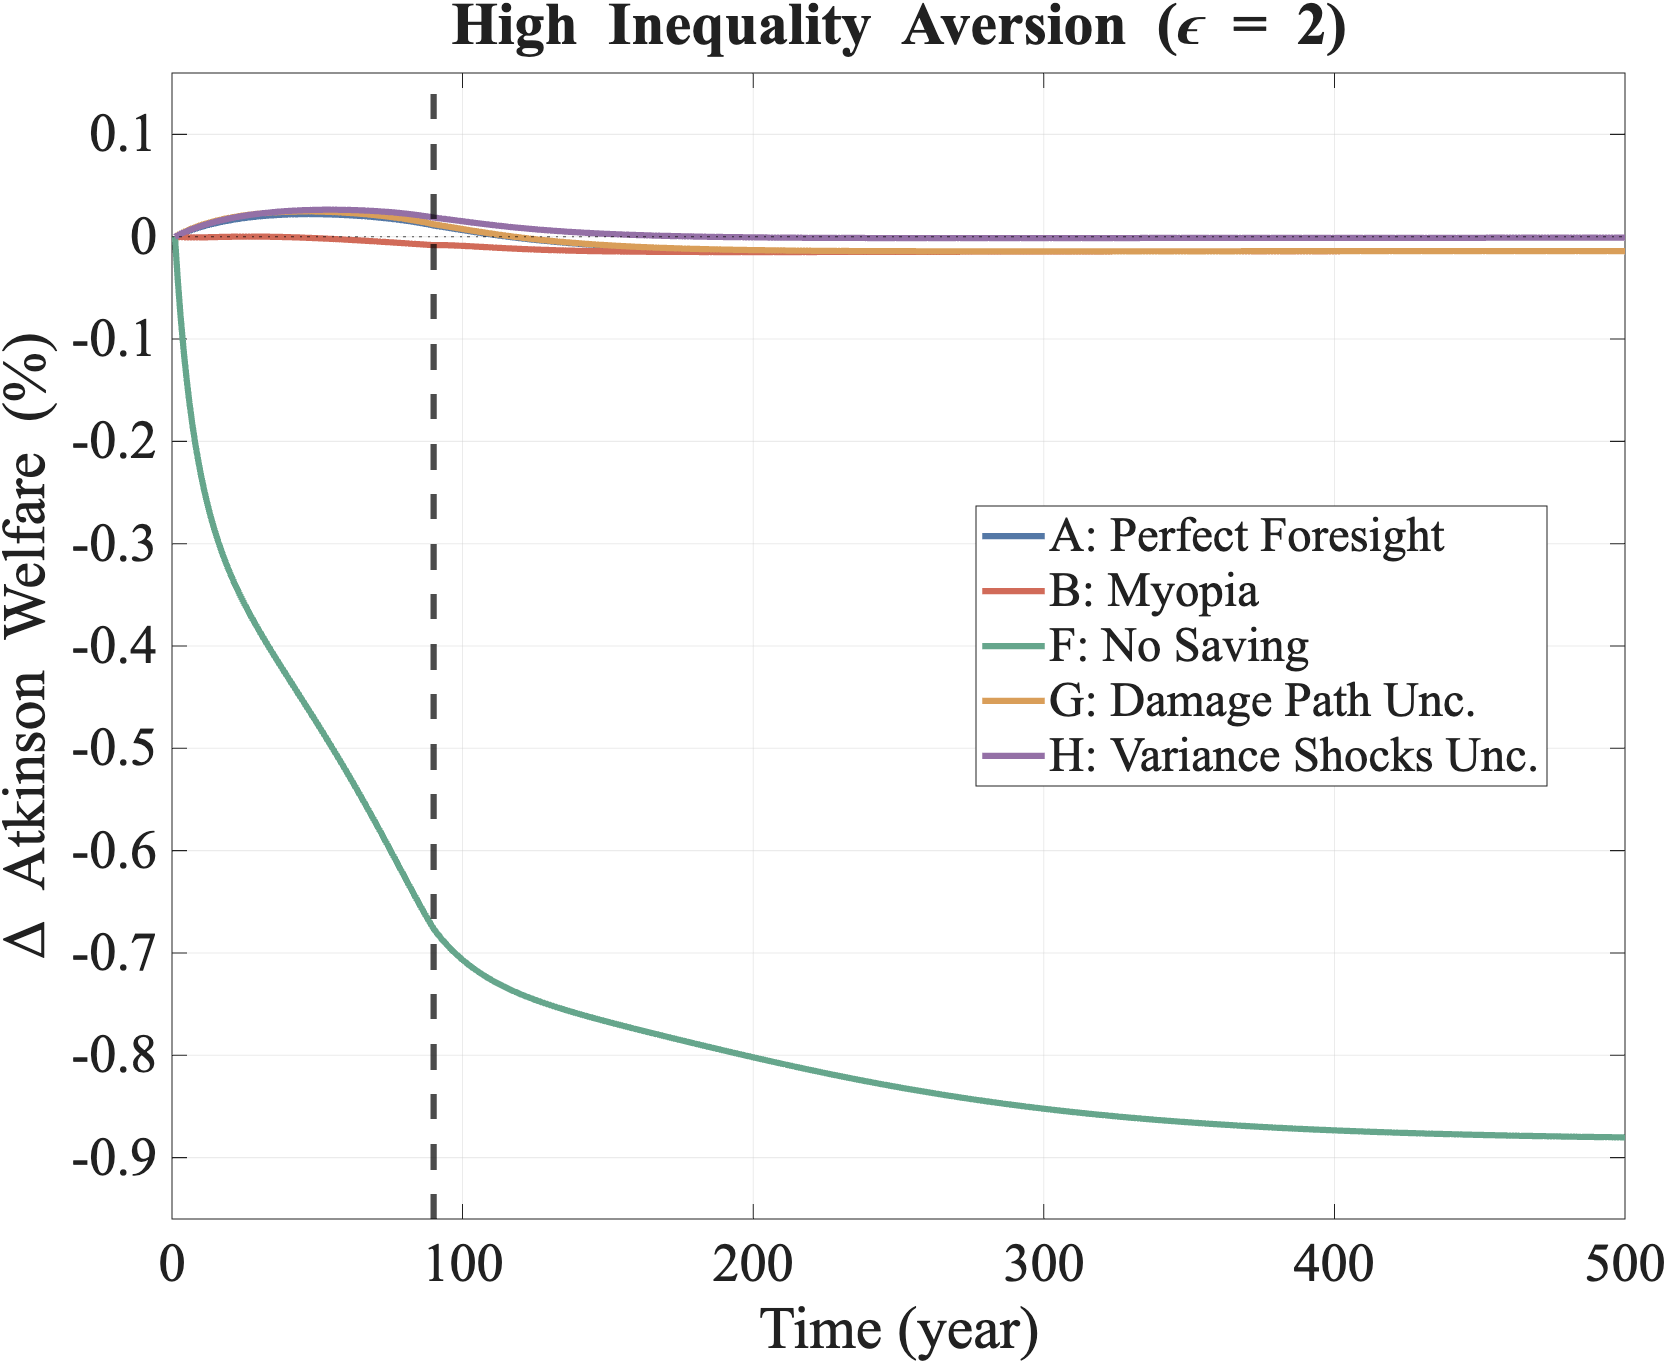 High Inequality Aversion (ϵ = 2)
Δ Atkinson Welfare (%)
0.1
0
-0.1
-0.2
-0.3
-0.4
-0.5
-0.6
-0.7
-0.8
-0.9
A: Perfect Foresight
B: Myopia
F: No Saving
G: Damage Path Unc.
H: Variance Shocks Unc.
0 100 200 300 400 500
Time (year)